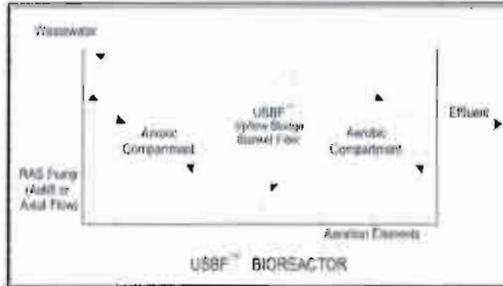 Wastewater
Anoxic
Compartment
USBF™
Upflow Sludge
Blanket Filter
Aerobic
Compartment
Effluent
RAS Pump
(Airlift or
Axial Flow)
Aeration Elements
USBF™ BIOREACTOR